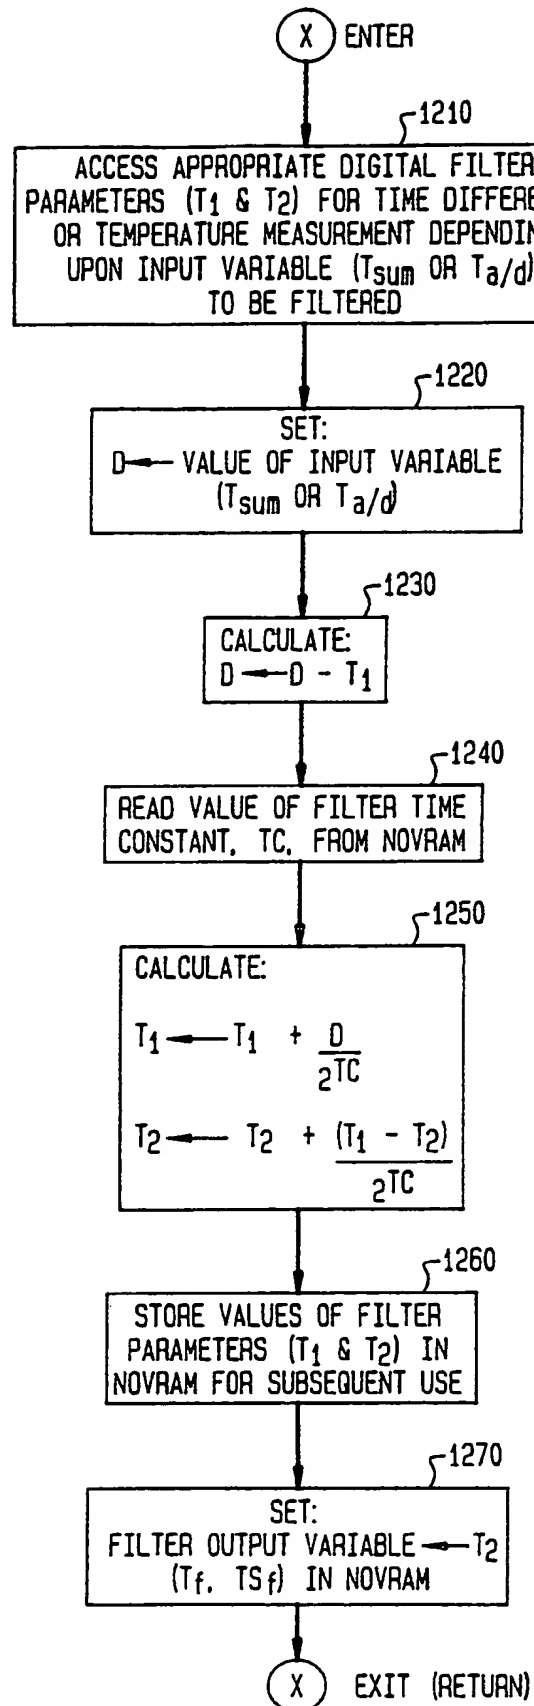 X ENTER
1210
ACCESS APPROPRIATE DIGITAL FILTER
PARAMETERS (T1 & T2) FOR TIME DIFFERE
OR TEMPERATURE MEASUREMENT DEPENDIN
UPON INPUT VARIABLE (Tsum OR Ta/d)
TO BE FILTERED
1220
SET:
D ← VALUE OF INPUT VARIABLE
(Tsum OR Ta/d)
1230
CALCULATE:
D ← D - T1
1240
READ VALUE OF FILTER TIME
CONSTANT, TC, FROM NOVRAM
1250
CALCULATE:
T1 ← T1 + D
2TC
T2 ← T2 + (T1 - T2)
2TC
1260
STORE VALUES OF FILTER
PARAMETERS (T1 & T2) IN
NOVRAM FOR SUBSEQUENT USE
1270
SET:
FILTER OUTPUT VARIABLE ← T2
(Tf, TSf) IN NOVRAM
X EXIT (RETURN)